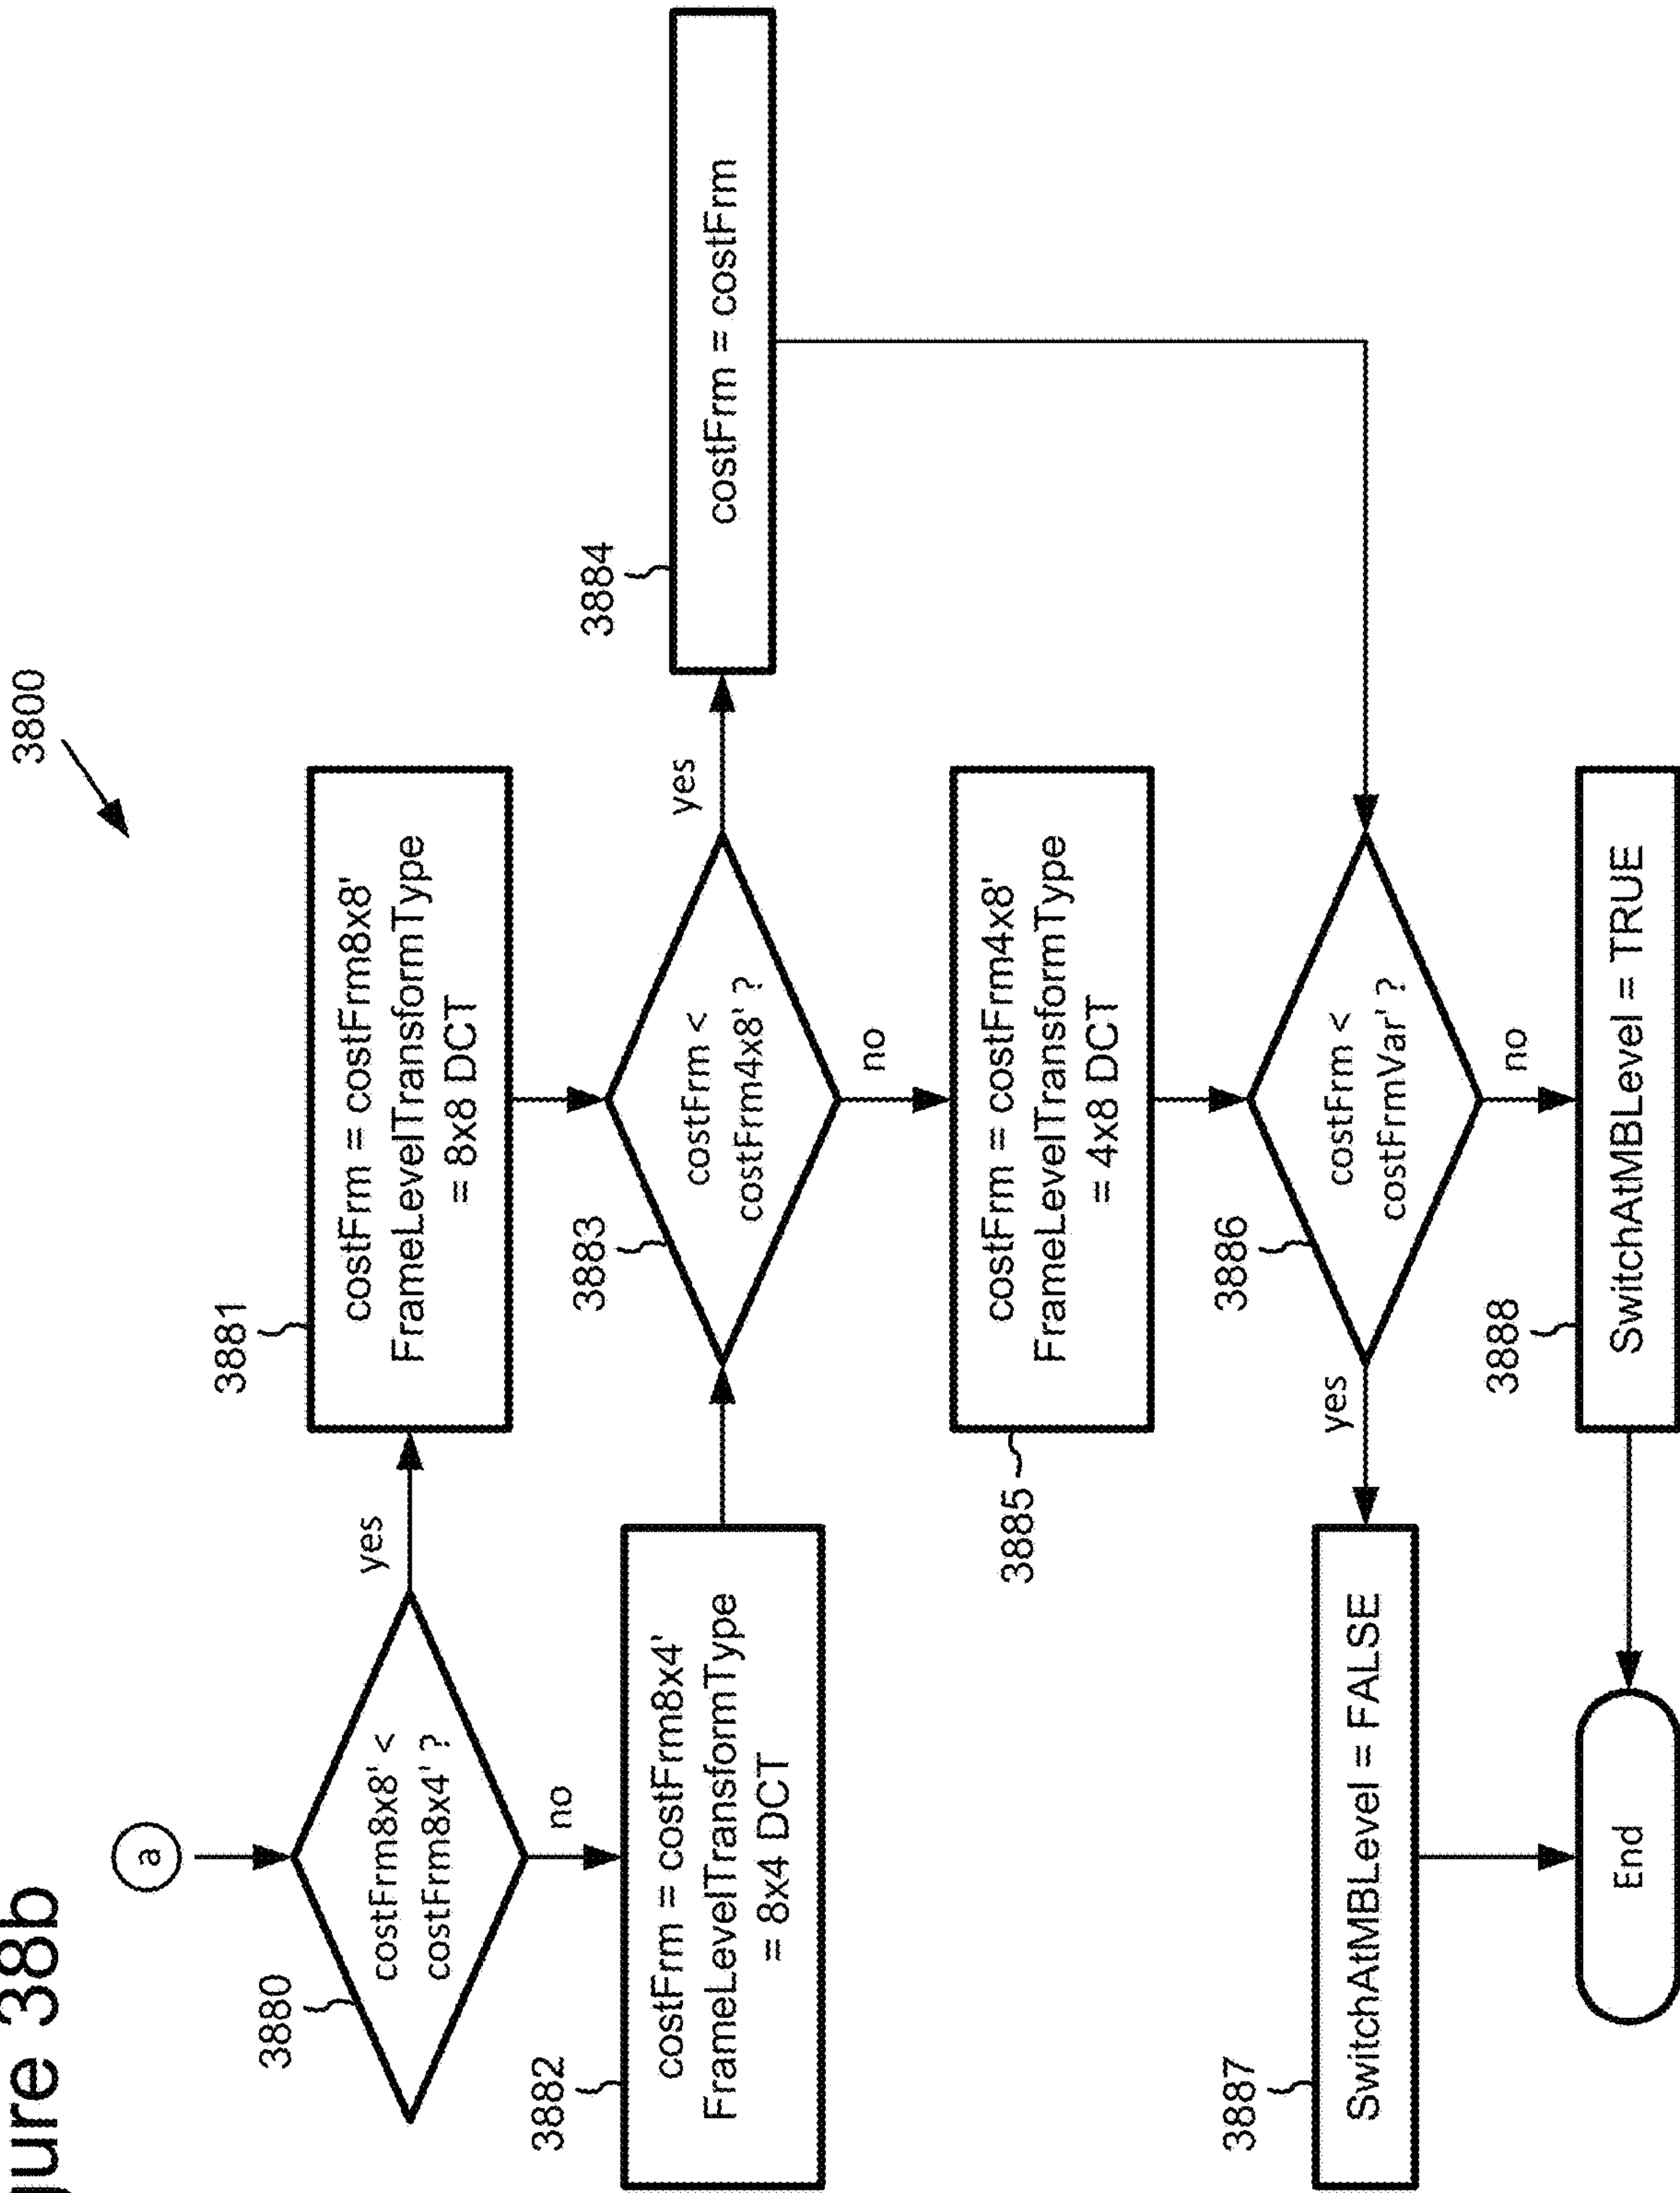 gure 38b
3800
a
3880
costFrm8x8' <
costFrm8x4' ?
yes
no
3881
costFrm = costFrm8x8'
FrameLevelTransformType
= 8x8 DCT
3882
costFrm = costFrm8x4'
FrameLevelTransformType
= 8x4 DCT
3883
costFrm <
costFrm4x8' ?
yes
no
3884
costFrm = costFrm
3885
costFrm = costFrm4x8'
FrameLevelTransformType
= 4x8 DCT
3886
costFrm <
costFrmVar' ?
yes
no
3887
SwitchAtMBLevel = FALSE
3888
SwitchAtMBLevel = TRUE
End